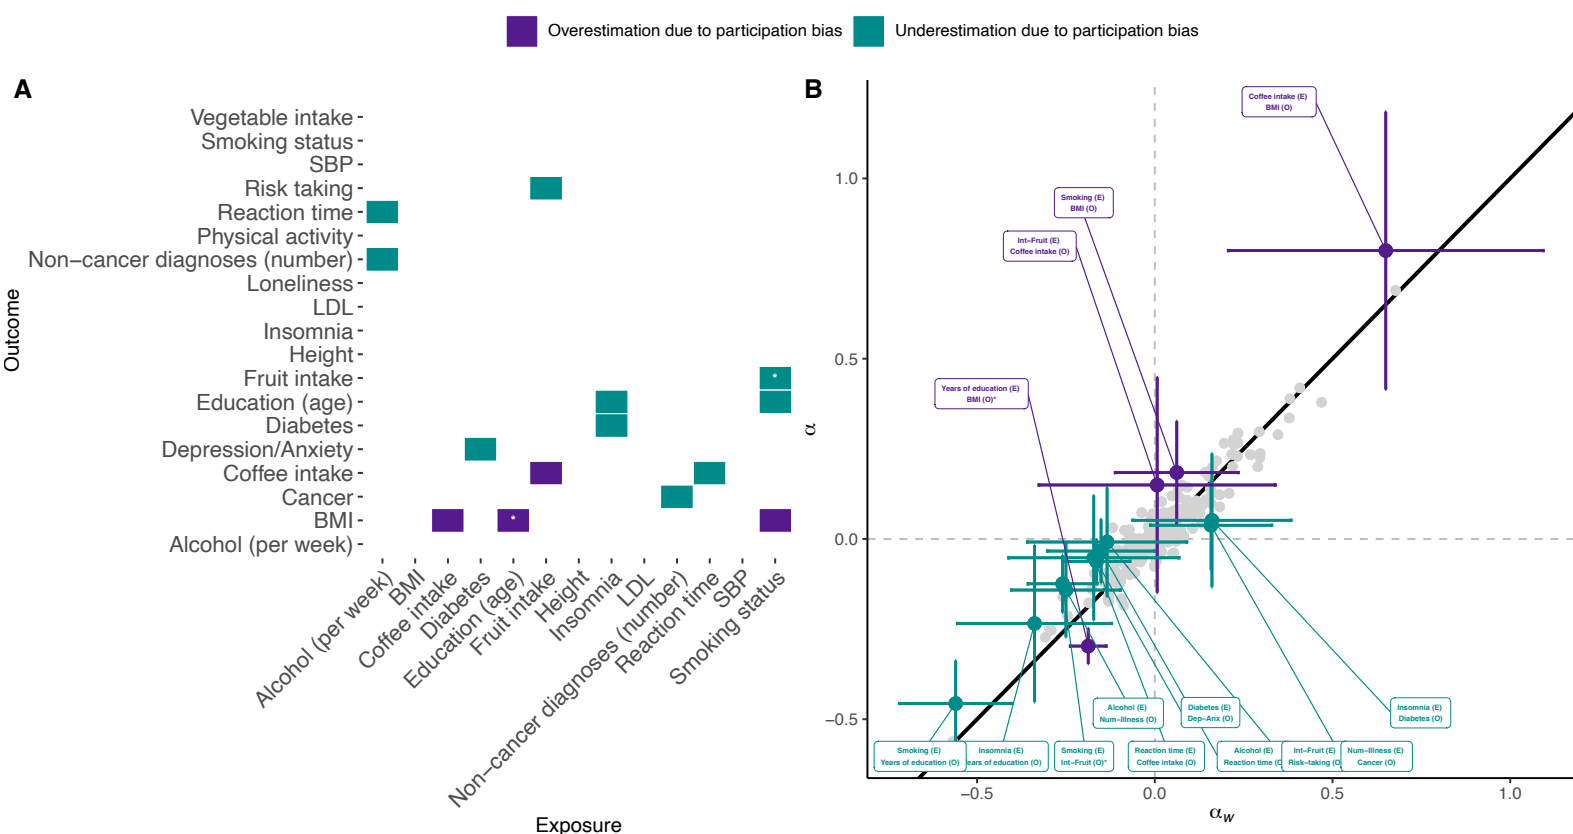 Overestimation due to participation bias
Underestimation due to participation bias
A
Outcome
Vegetable intake
Smoking status
SBP
Risk taking
Reaction time
Physical activity
Non−cancer diagnoses (number)
Loneliness
LDL
Insomnia
Height
Fruit intake
Education (age)
Diabetes
Depression/Anxiety
Coffee intake
Cancer
BMI
Alcohol (per week)
*
*
Alcohol (per week)
BMI
Coffee intake
Diabetes
Education (age)
Fruit intake
Height
Insomnia
LDL
Non−cancer diagnoses (number)
Reaction time
SBP
Smoking status
Exposure
B
α
1.0
0.5
0.0
−0.5
Coffee intake (E)
BMI (O)
Smoking (E)
BMI (O)
Int−Fruit (E)
Coffee intake (O)
Years of education (E)
BMI (O)*
Alcohol (E)
Num−illness (O)
Diabetes (E)
Dep−Anx (O)
Insomnia (E)
Diabetes (O)
Smoking (E)
Years of education (O)
Insomnia (E)
ears of education (O)
Smoking (E)
Int−Fruit (O)*
Reaction time (E)
Coffee intake (O)
Alcohol (E)
Reaction time (O
Int−Fruit (E)
Risk−taking (O
Num−illness (E)
Cancer (O)
−0.5
0.0
0.5
1.0
αw